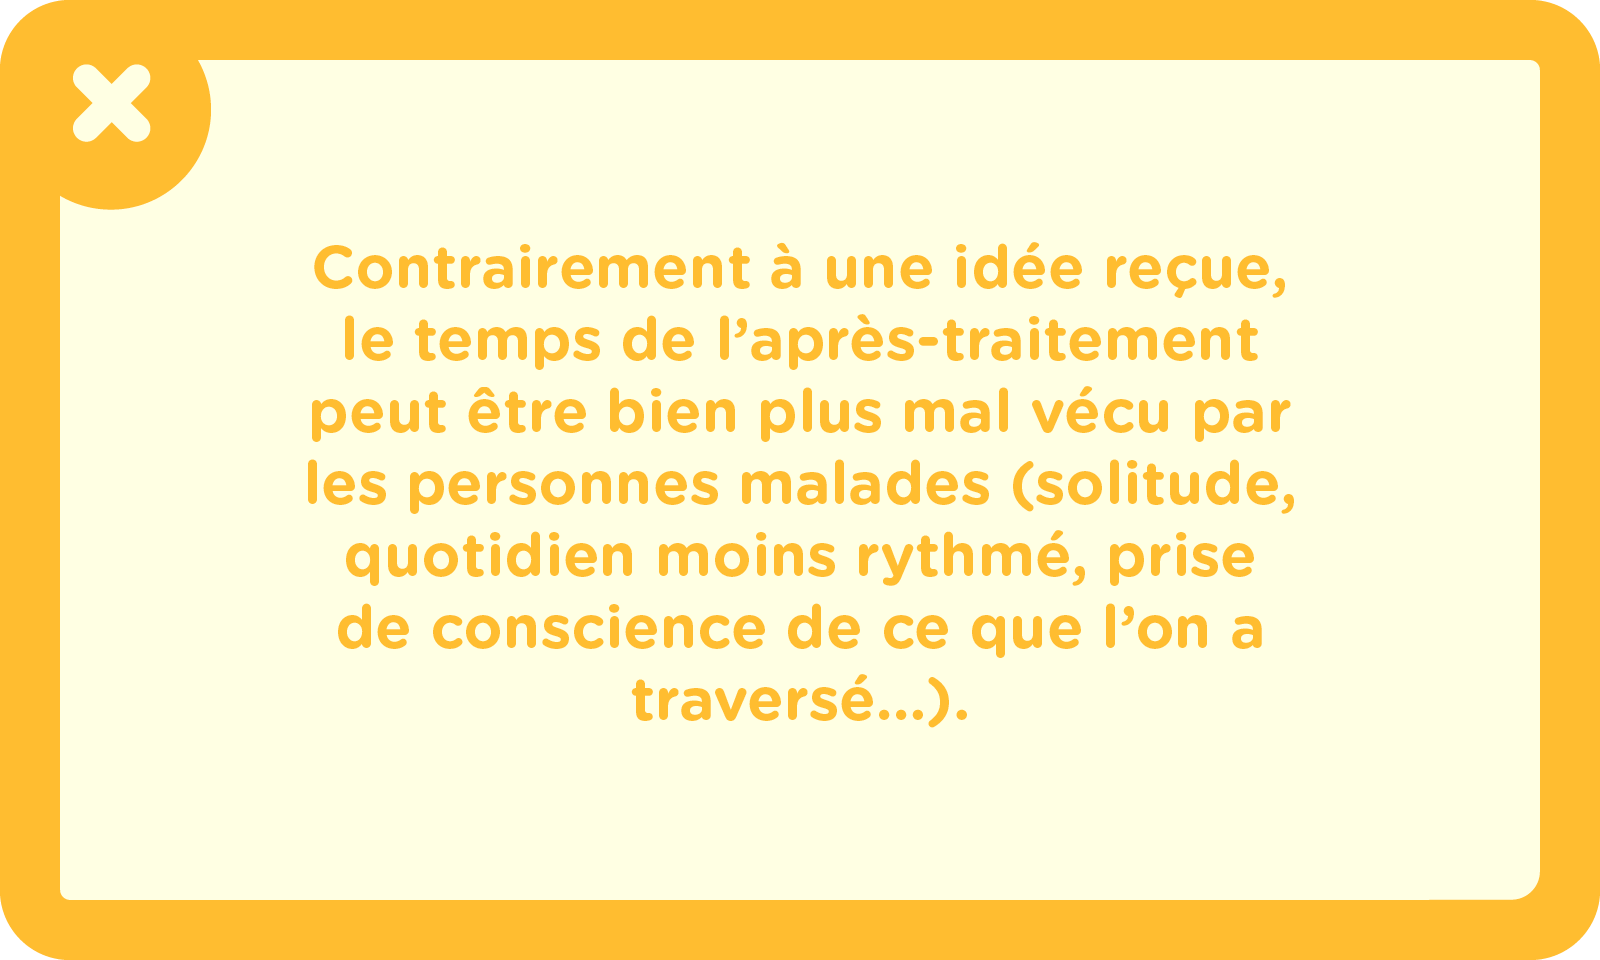 Contrairement à une idée reçue,
le temps de l’après-traitement
peut être bien plus mal vécu par
les personnes malades (solitude,
quotidien moins rythmé, prise
de conscience de ce que l’on a
traversé...).